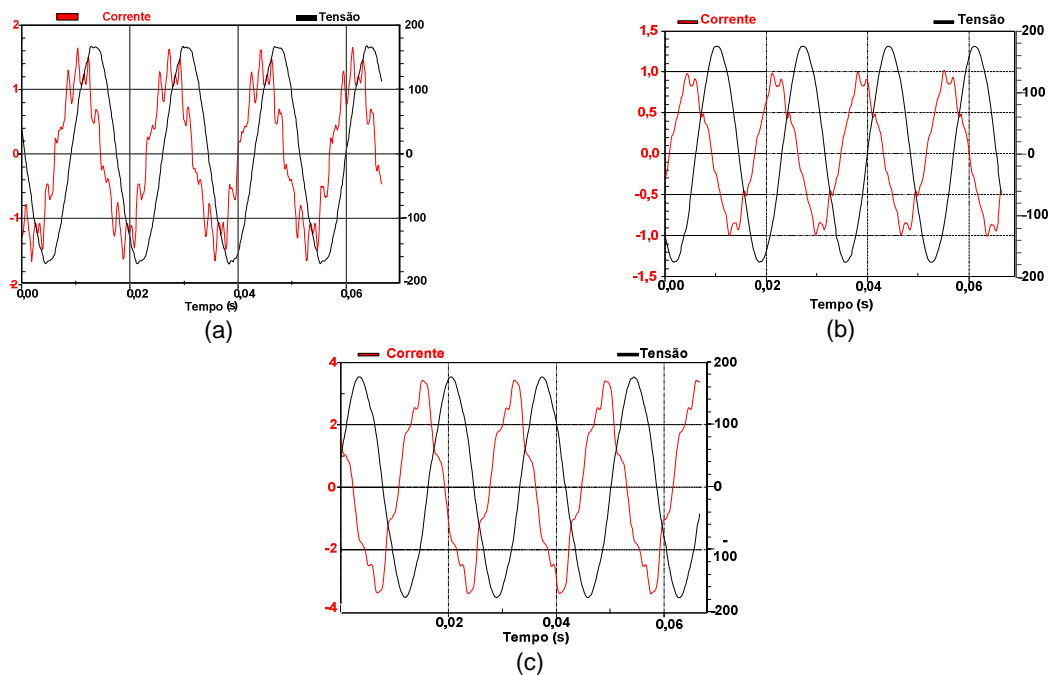 Corrente Tensão
2 200
1 100
0 0
-1 -100
-2 -200
0,00 0,02 0,04 0,06
Tempo (s)
(a)
Corrente Tensão
1,5 200
1,0 100
0,5
0,0 0
-0,5
-1,0 -100
-1,5 -200
0,00 0,02 0,04 0,06
Tempo (s)
(b)
Corrente Tensão
4 200
2 100
0 0
-2 -
100
-4 -200
0,02 0,04 0,06
Tempo (s)
(c)